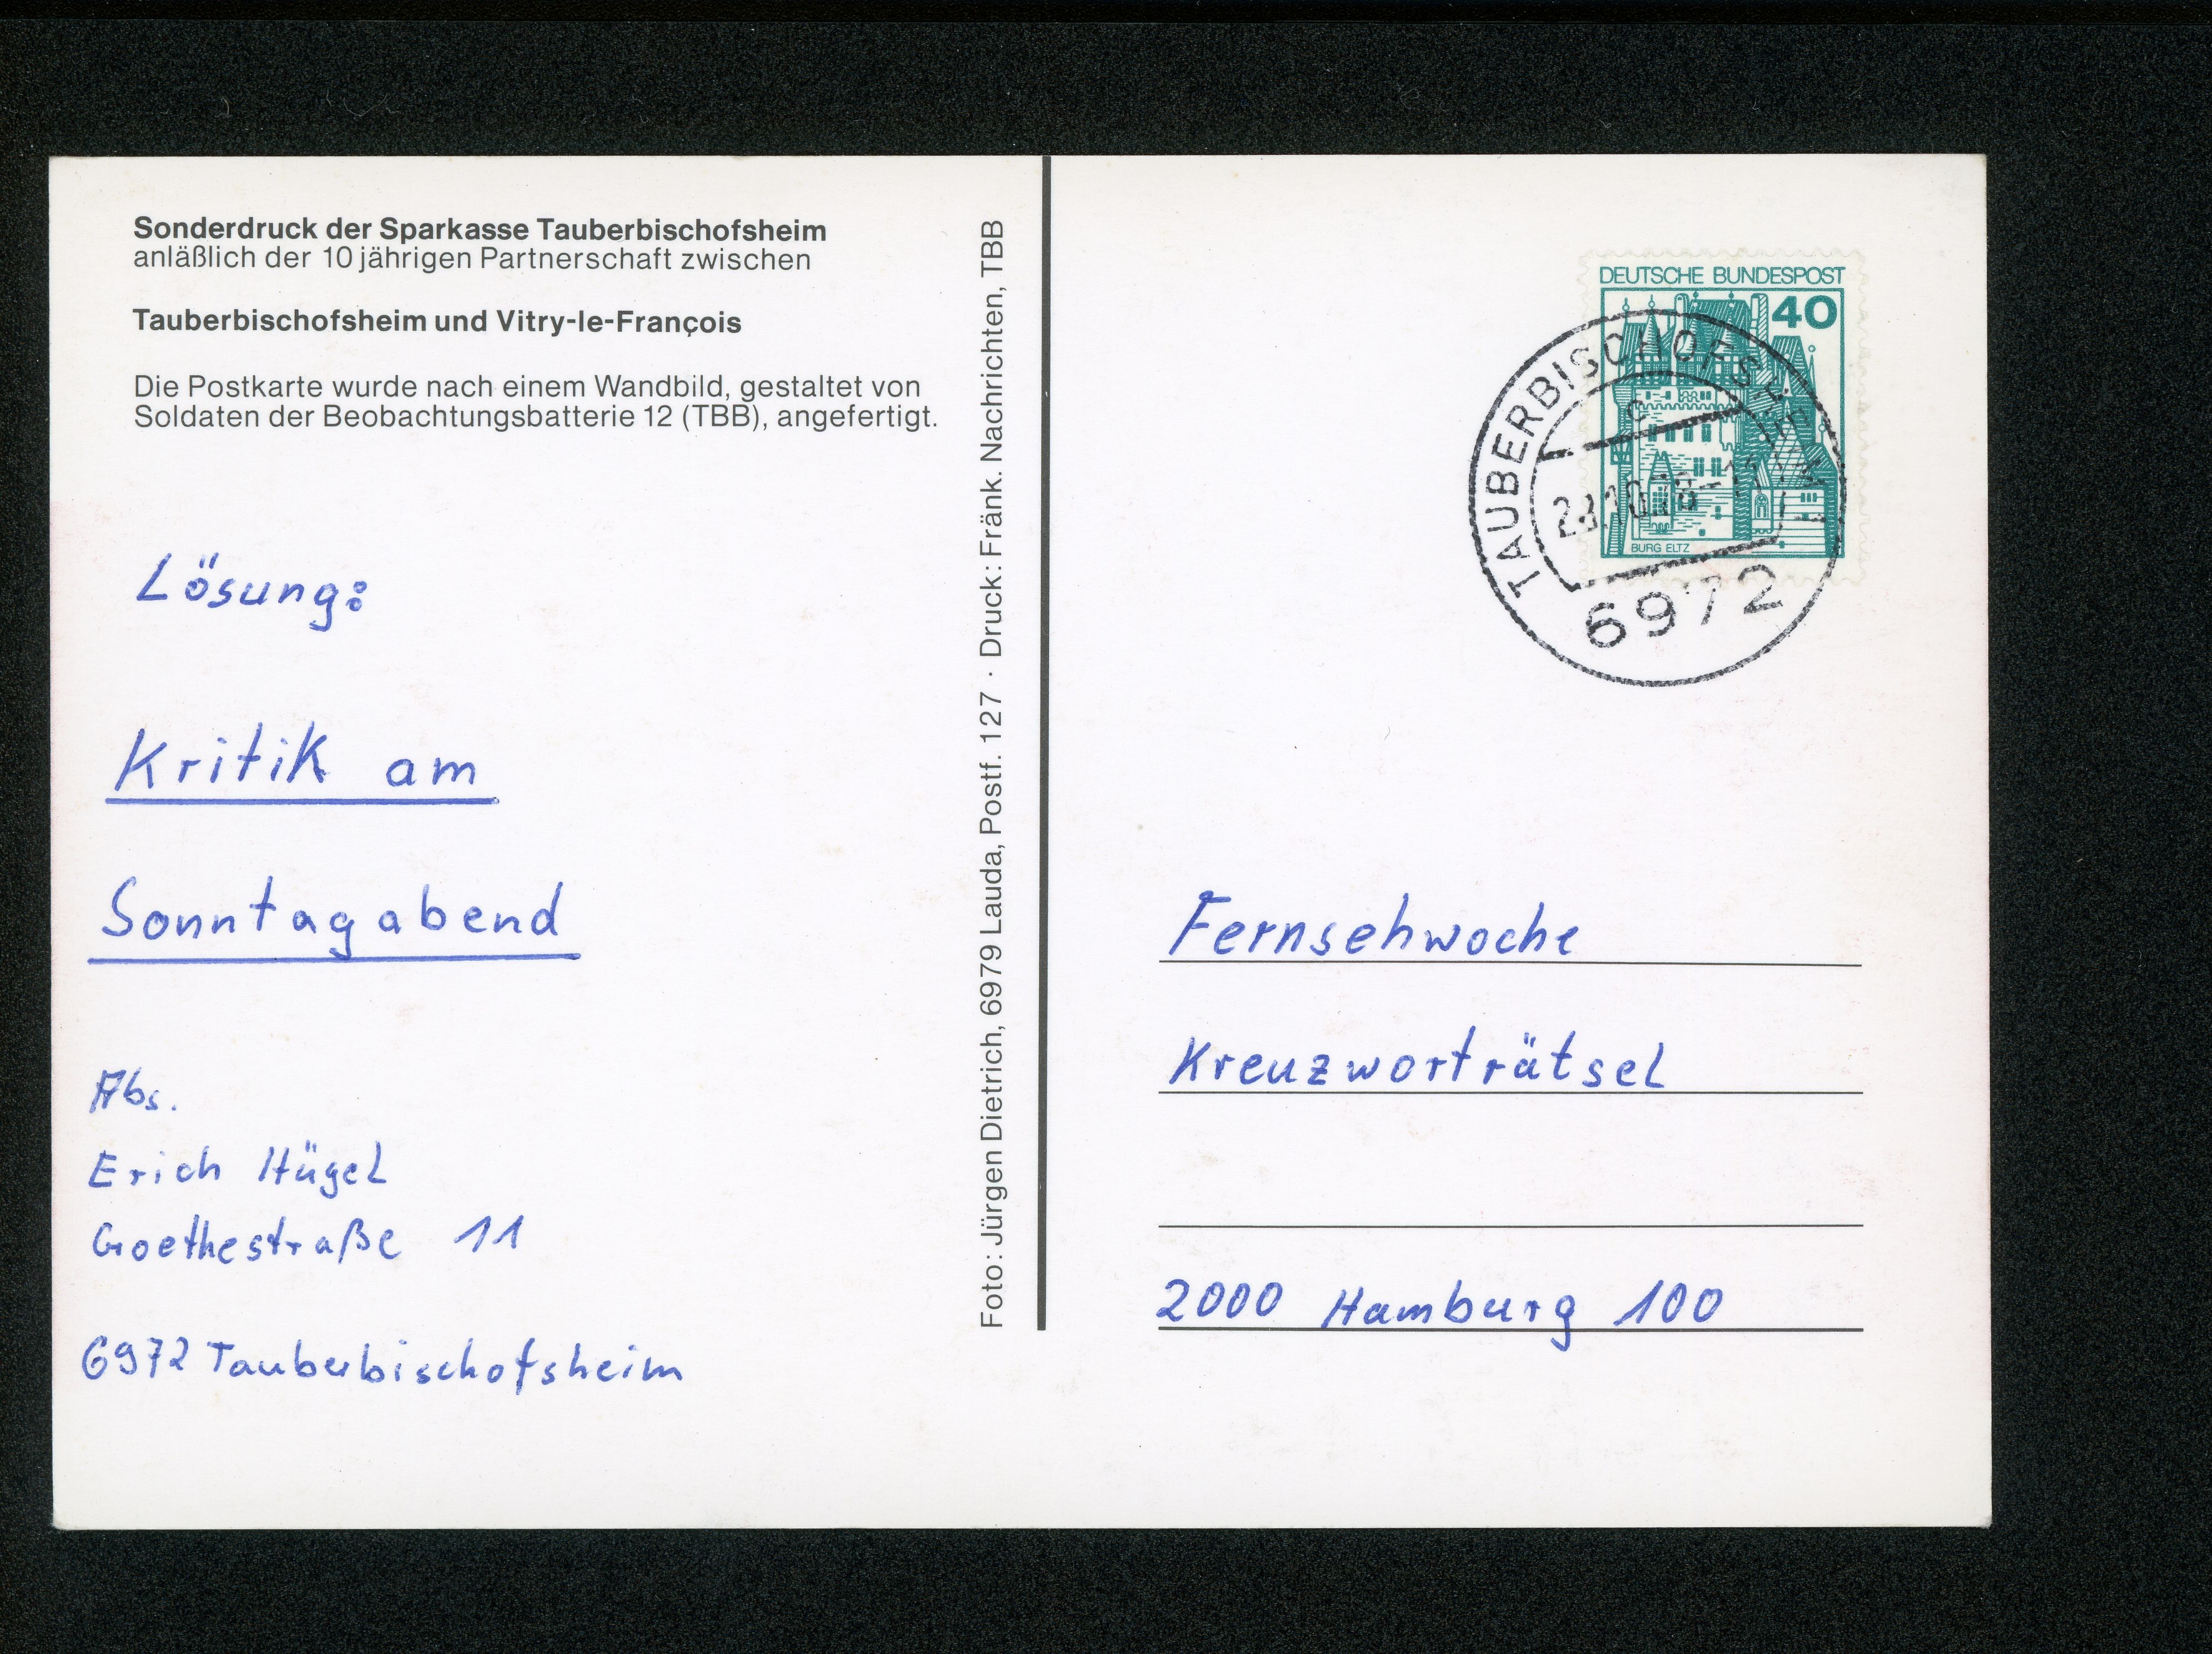 Sonderdruck der Sparkasse Tauberbischofsheim
anläßlich der 10jährigen Partnerschaft zwischen
Tauberbischofsheim und Vitry-le-François
Die Postkarte wurde nach einem Wandbild, gestaltet von
Soldaten der Beobachtungsbatterie 12 (TBB), angefertigt.
Lösung:
Kritik am
Sonntagabend
Abs.
Erich Hügel
Goethestraße 11
6972 Tauberbischofsheim
Foto: Jürgen Dietrich, 6979 Lauda, Postf. 127 · Druck: Fränk. Nachrichten, TBB
DEUTSCHE BUNDESPOST
40
BURG ELTZ
TAUBERBISCHOFSHEIM 1
c
6972
Fernsehwoche
Kreuzworträtsel
2000 Hamburg 100